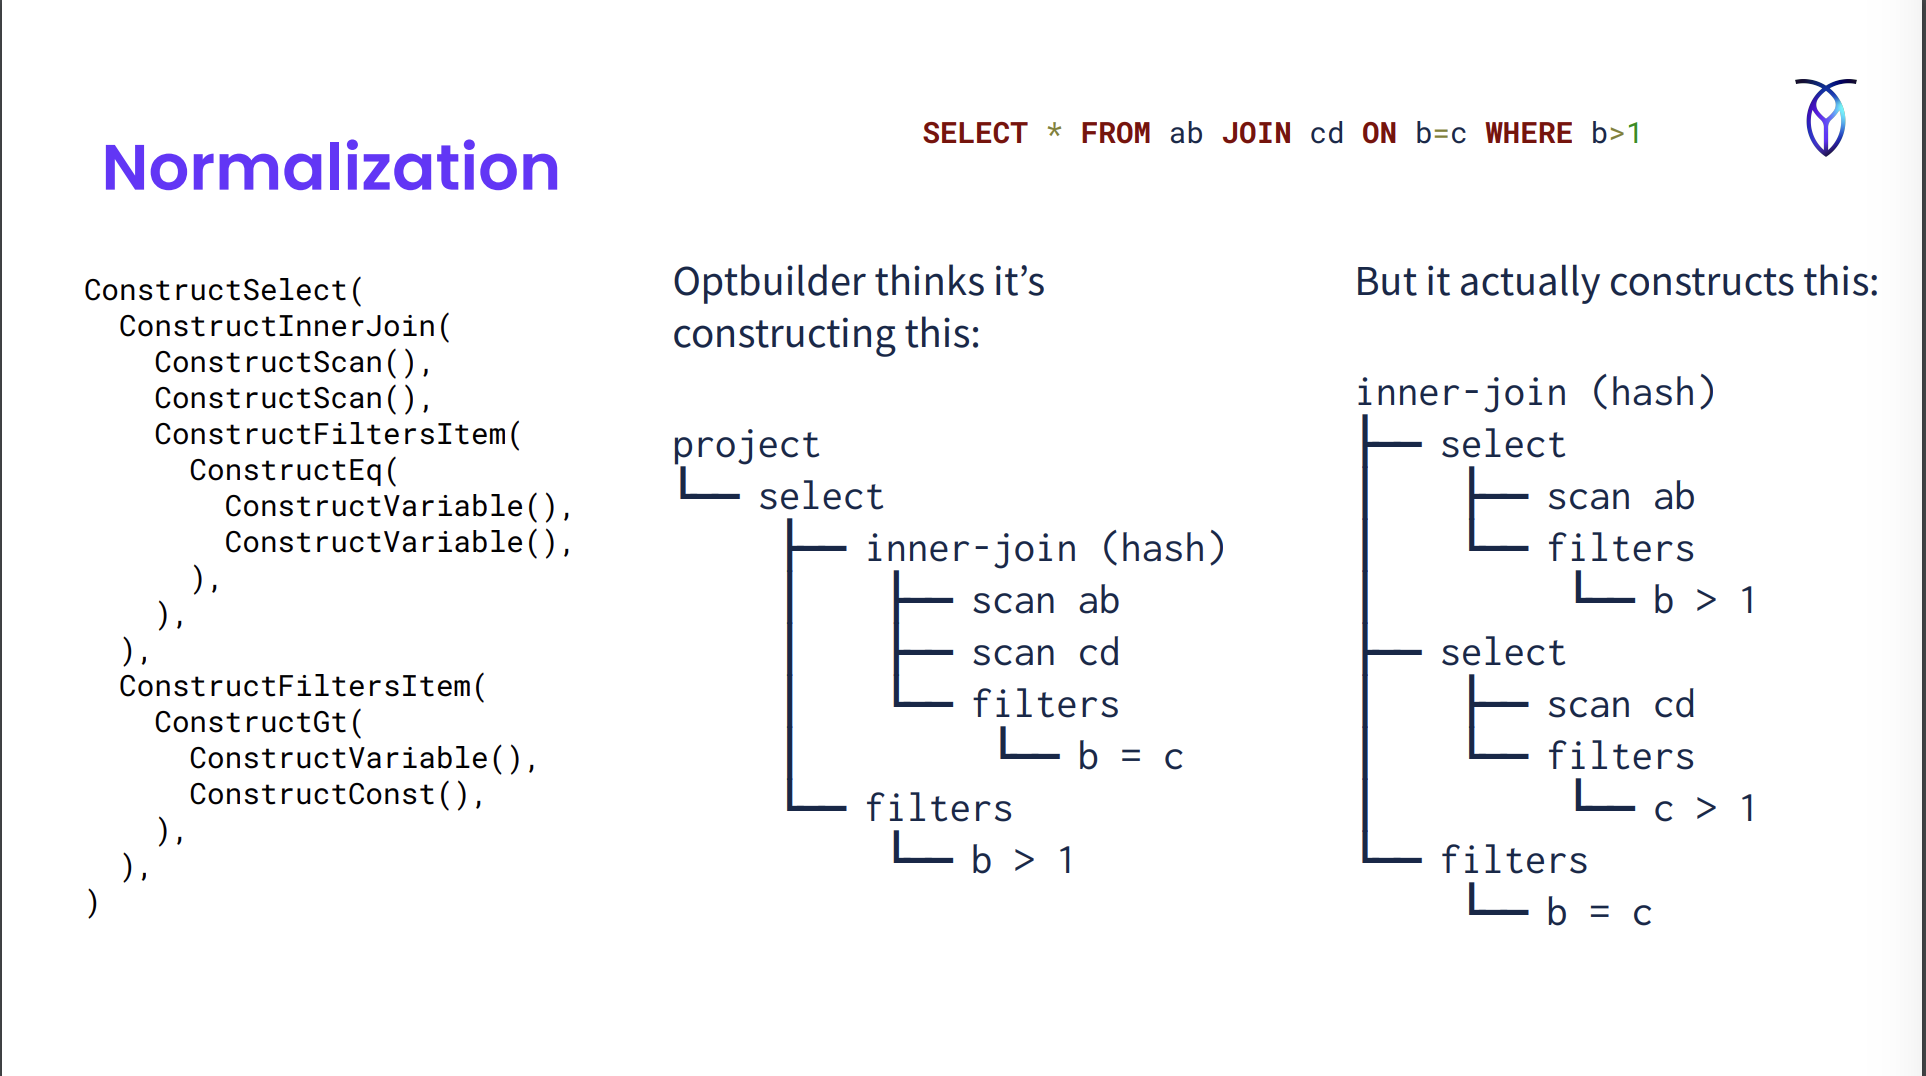 SELECT * FROM ab JOIN cd ON b=c WHERE b>1
Normalization
ConstructSelect(
ConstructInnerJoin(
ConstructScan(),
ConstructScan(),
ConstructFiltersItem(
ConstructEq(
ConstructVariable(),
ConstructVariable(),
),
),
),
ConstructFiltersItem(
ConstructGt(
ConstructVariable(),
ConstructConst(),
),
),
)
Optbuilder thinks it’s
constructing this:
project
select
inner-join (hash)
scan ab
scan cd
filters
b = c
filters
b > 1
But it actually constructs this:
inner-join (hash)
select
scan ab
filters
b > 1
select
scan cd
filters
c > 1
filters
b = c